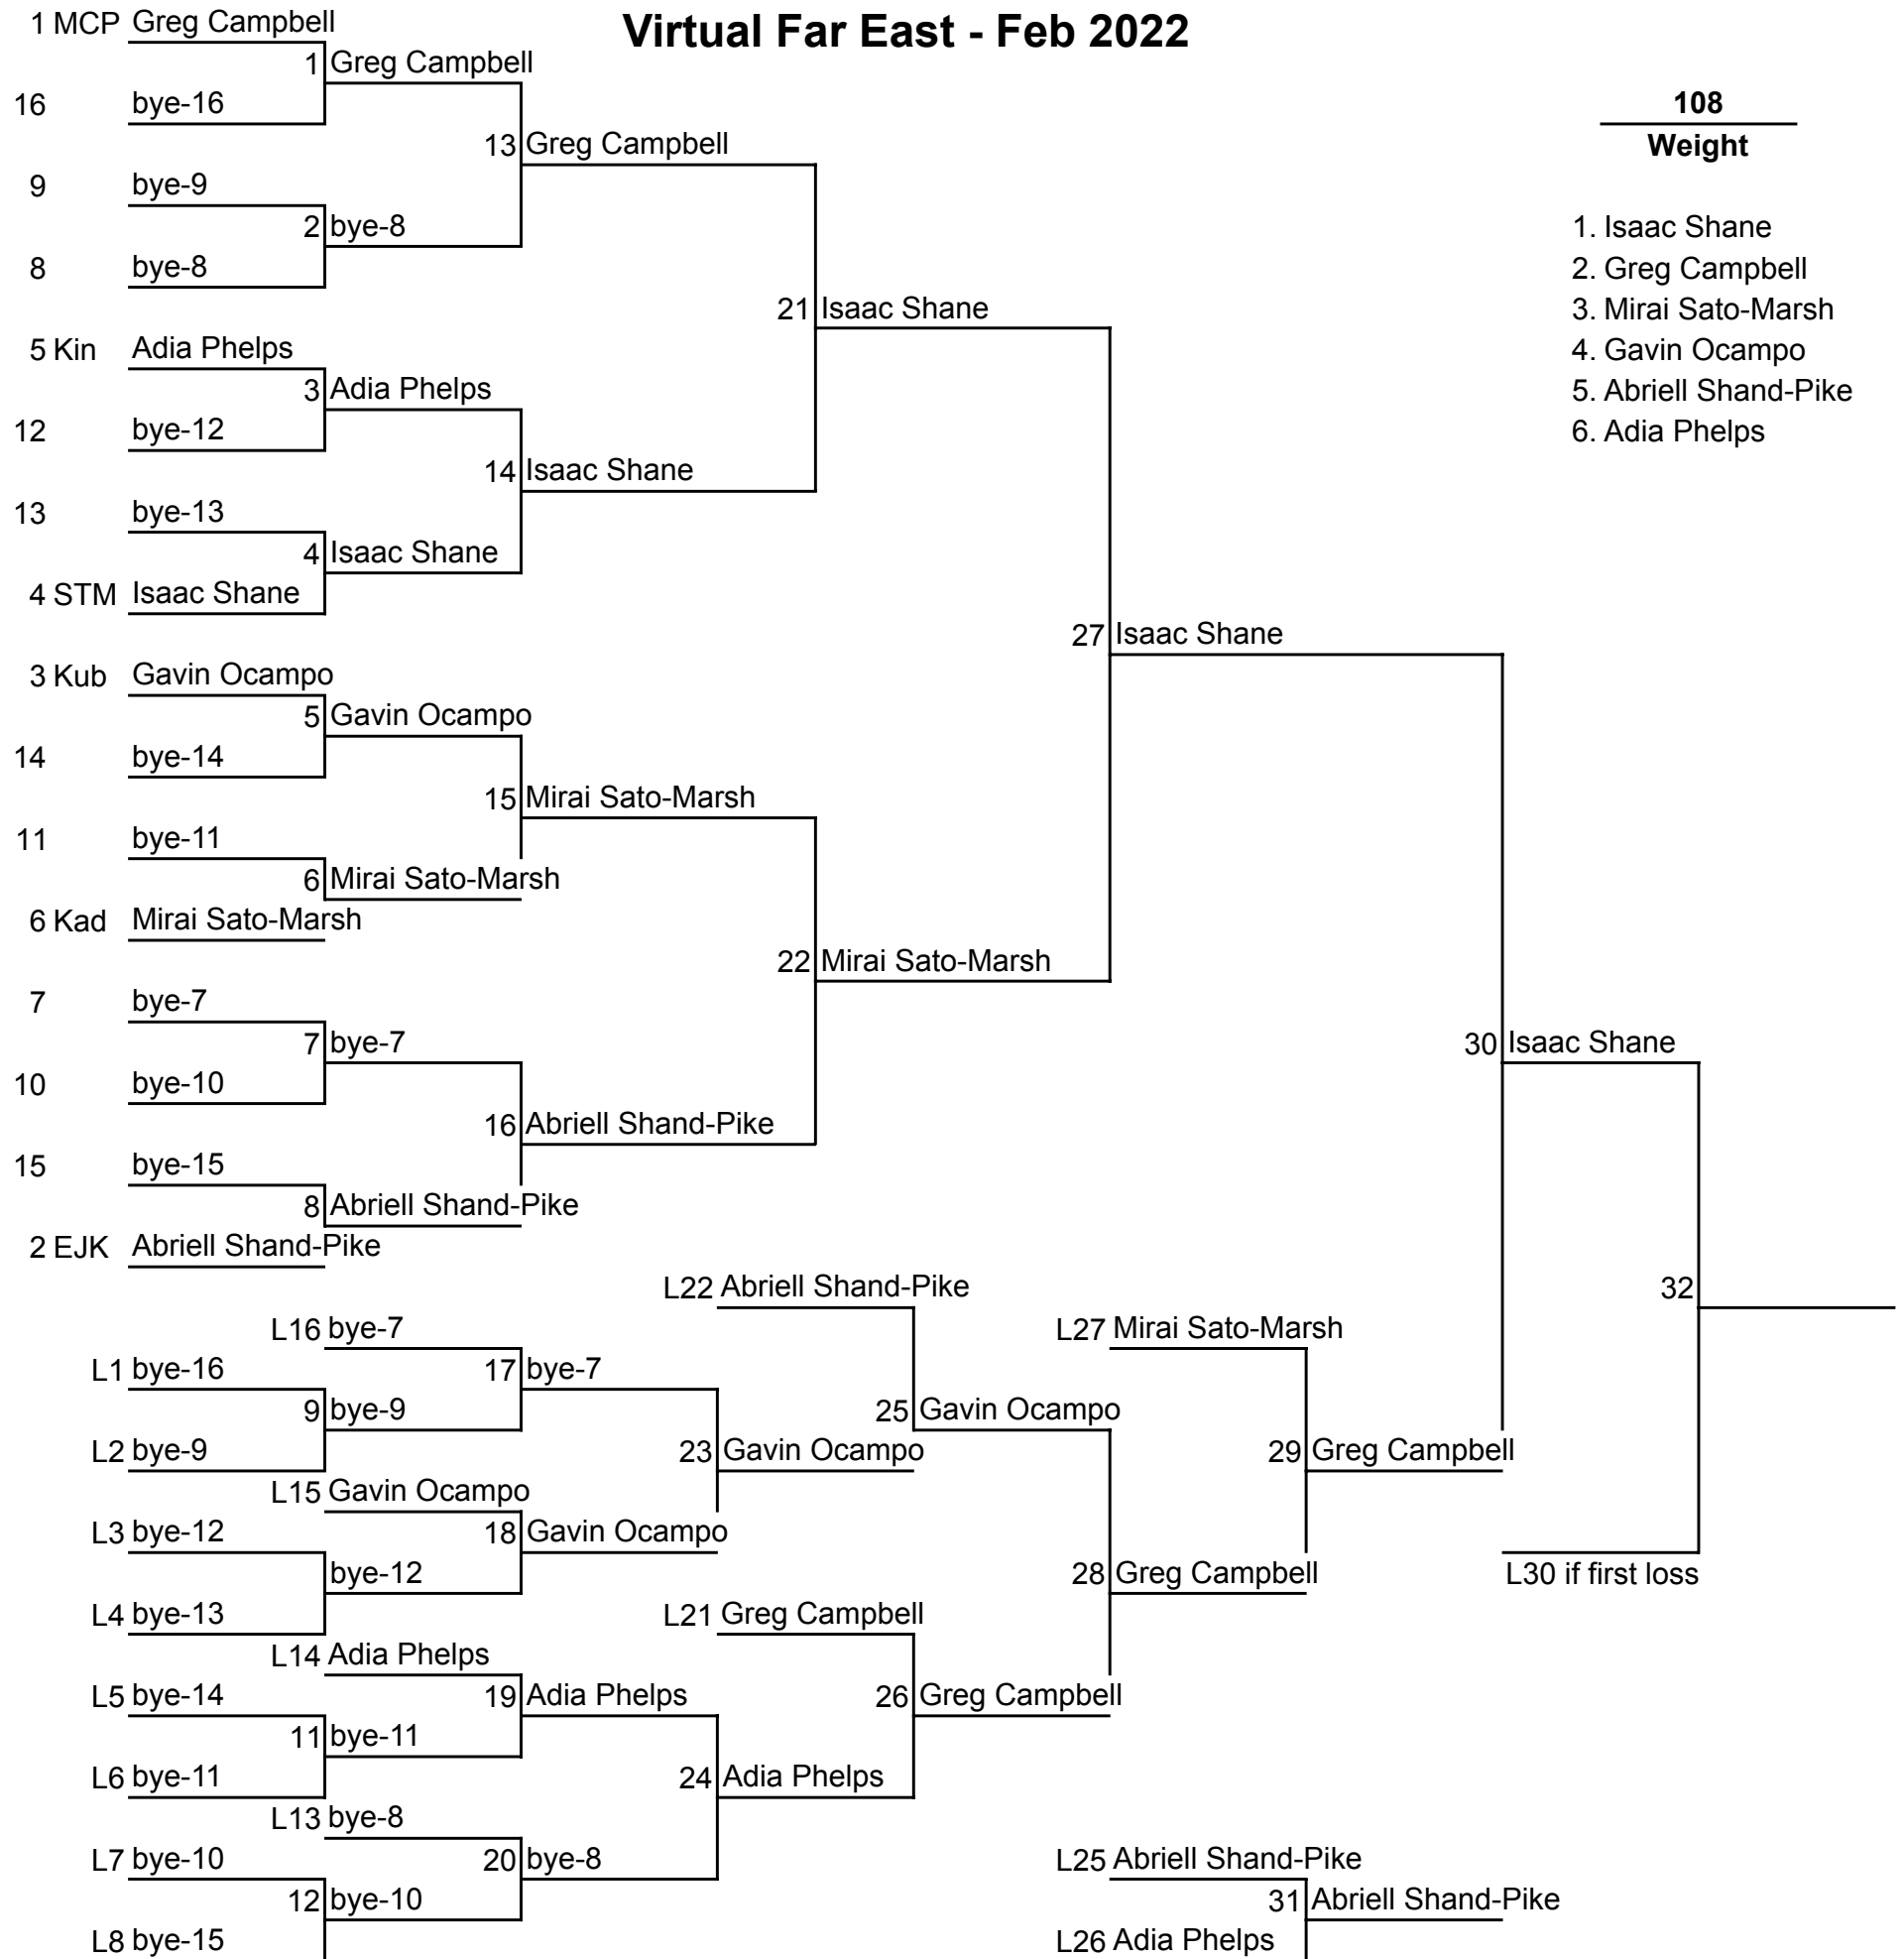 Virtual Far East - Feb 2022
1 MCP Greg Campbell
1 Greg Campbell
16 bye-16
108
13 Greg Campbell
Weight
9 bye-9
2 bye-8
1. Isaac Shane
8 bye-8
2. Greg Campbell
21 Isaac Shane
3. Mirai Sato-Marsh
5 Kin Adia Phelps
4. Gavin Ocampo
3 Adia Phelps
5. Abriell Shand-Pike
12 bye-12
6. Adia Phelps
14 Isaac Shane
13 bye-13
4 Isaac Shane
4 STM Isaac Shane
27 Isaac Shane
3 Kub Gavin Ocampo
5 Gavin Ocampo
14 bye-14
15 Mirai Sato-Marsh
11 bye-11
6 Mirai Sato-Marsh
6 Kad Mirai Sato-Marsh
22 Mirai Sato-Marsh
7 bye-7
7 bye-7
30 Isaac Shane
10 bye-10
16 Abriell Shand-Pike
15 bye-15
8 Abriell Shand-Pike
2 EJK Abriell Shand-Pike
L22 Abriell Shand-Pike
32
L16 bye-7
L27 Mirai Sato-Marsh
L1 bye-16
17 bye-7
9 bye-9
25 Gavin Ocampo
L2 bye-9
23 Gavin Ocampo
29 Greg Campbell
L15 Gavin Ocampo
L3 bye-12
18 Gavin Ocampo
bye-12
28 Greg Campbell
L30 if first loss
L4 bye-13
L21 Greg Campbell
L14 Adia Phelps
L5 bye-14
19 Adia Phelps
26 Greg Campbell
11 bye-11
L6 bye-11
24 Adia Phelps
L13 bye-8
L7 bye-10
20 bye-8
L25 Abriell Shand-Pike
12 bye-10
31 Abriell Shand-Pike
L8 bye-15
L26 Adia Phelps